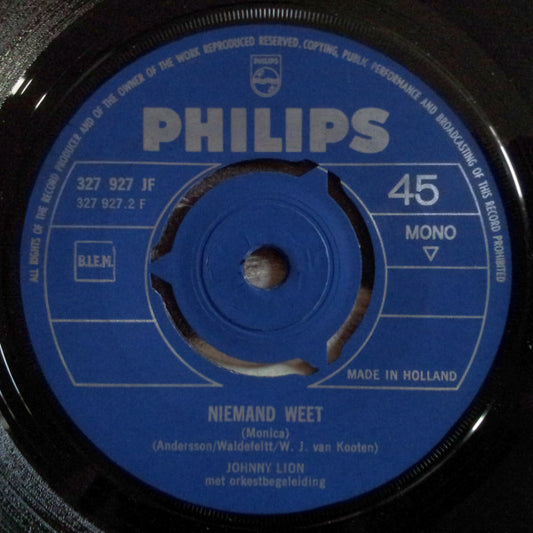 ALL RIGHTS OF THE RECORD PRODUCER AND OF THE OWNER OF THE WORK REPRODUCED RESERVED. COPYING, PUBLIC PERFORMANCE AND BROADCASTING OF THIS RECORD PROHIBITED
PHILIPS
PHILIPS
327 927 JF
327 927.2 F
45
MONO
B.I.E.M.
MADE IN HOLLAND
NIEMAND WEET
(Monica)
(Andersson/Waldefeltt/W. J. van Kooten)
JOHNNY LION
met orkestbegeleiding